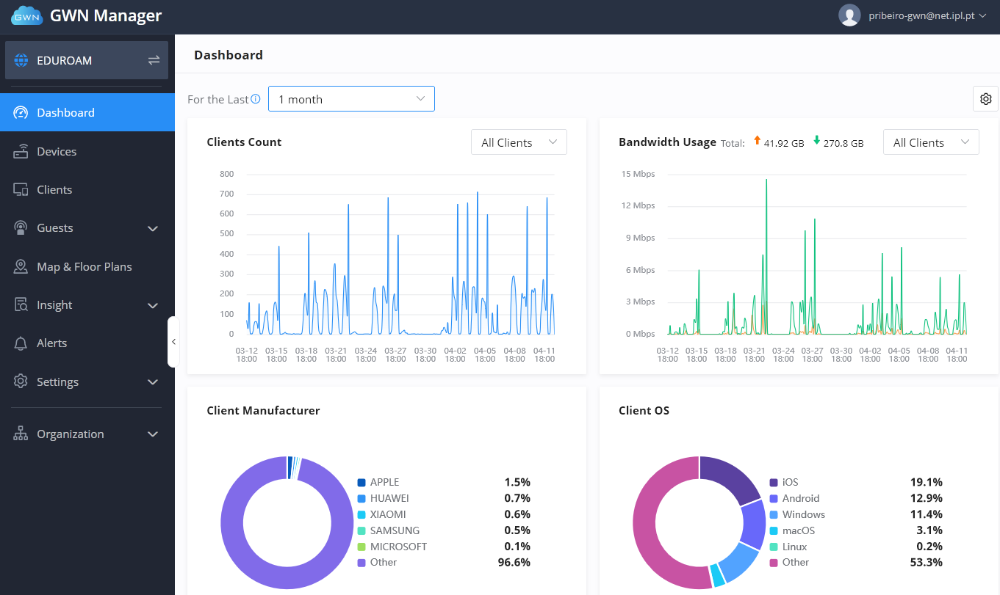 GWN
GWN Manager
pribeiro-gwn@net.ipl.pt
EDUROAM
Dashboard
Devices
Clients
Guests
Map & Floor Plans
Insight
Alerts
Settings
Organization
Dashboard
For the Last 1 month
Clients Count
All Clients
800
700
600
500
400
300
200
100
0
03-12 03-15 03-18 03-21 03-24 03-27 03-30 04-02 04-05 04-08 04-11
18:00 18:00 18:00 18:00 18:00 18:00 18:00 18:00 18:00 18:00 18:00
Bandwidth Usage Total: 41.92 GB 270.8 GB
All Clients
15 Mbps
12 Mbps
9 Mbps
6 Mbps
3 Mbps
0 Mbps
03-12 03-15 03-18 03-21 03-24 03-27 03-30 04-02 04-05 04-08 04-11
18:00 18:00 18:00 18:00 18:00 18:00 18:00 18:00 18:00 18:00 18:00
Client Manufacturer
APPLE 1.5%
HUAWEI 0.7%
XIAOMI 0.6%
SAMSUNG 0.5%
MICROSOFT 0.1%
Other 96.6%
Client OS
iOS 19.1%
Android 12.9%
Windows 11.4%
macOS 3.1%
Linux 0.2%
Other 53.3%